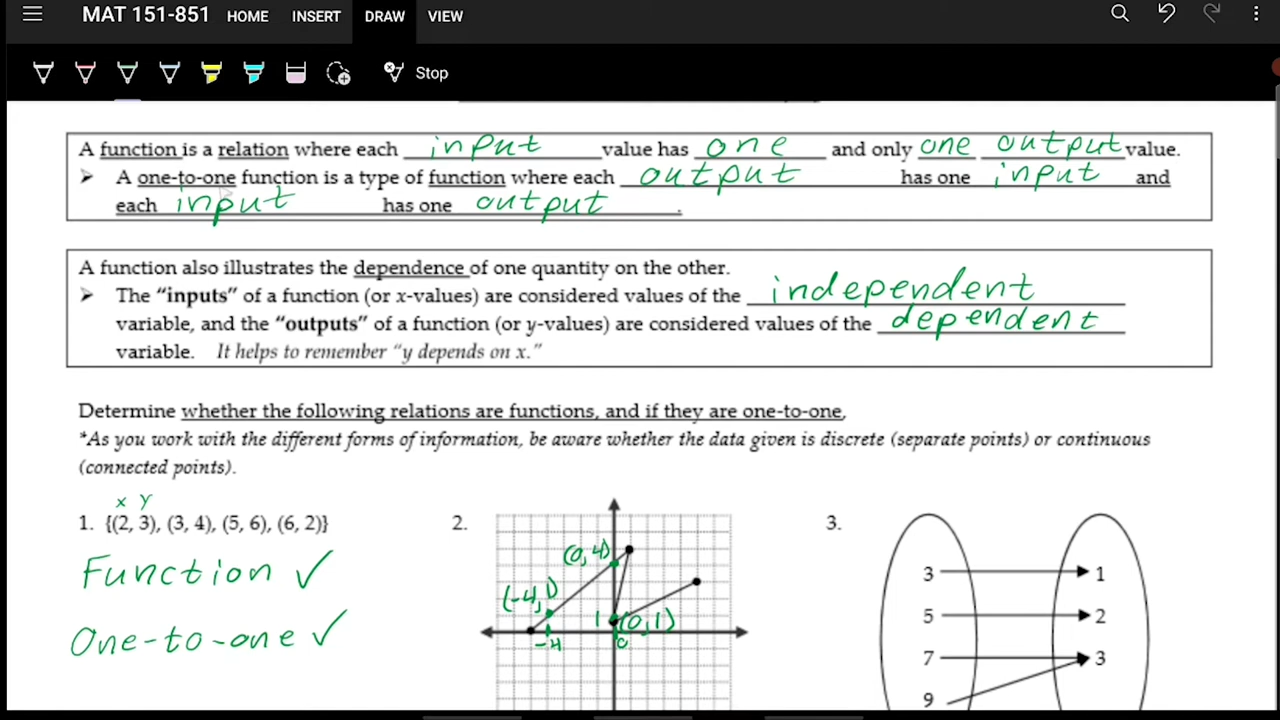 MAT 151-851 HOME INSERT DRAW VIEW
Stop
A function is a relation where each input value has one and only one output value.
➢ A one-to-one function is a type of function where each output has one input and
each input has one output.
A function also illustrates the dependence of one quantity on the other.
➢ The “inputs” of a function (or x-values) are considered values of the independent
variable, and the “outputs” of a function (or y-values) are considered values of the dependent
variable. It helps to remember “y depends on x.”
Determine whether the following relations are functions, and if they are one-to-one.
*As you work with the different forms of information, be aware whether the data given is discrete (separate points) or continuous
(connected points).
x y
1. {(2, 3), (3, 4), (5, 6), (6, 2)}
Function ✓
One-to-one ✓
2.
(0,4)
(-4,1)
1 (0,1)
-4 0
3.
3 1
5 2
7 3
9